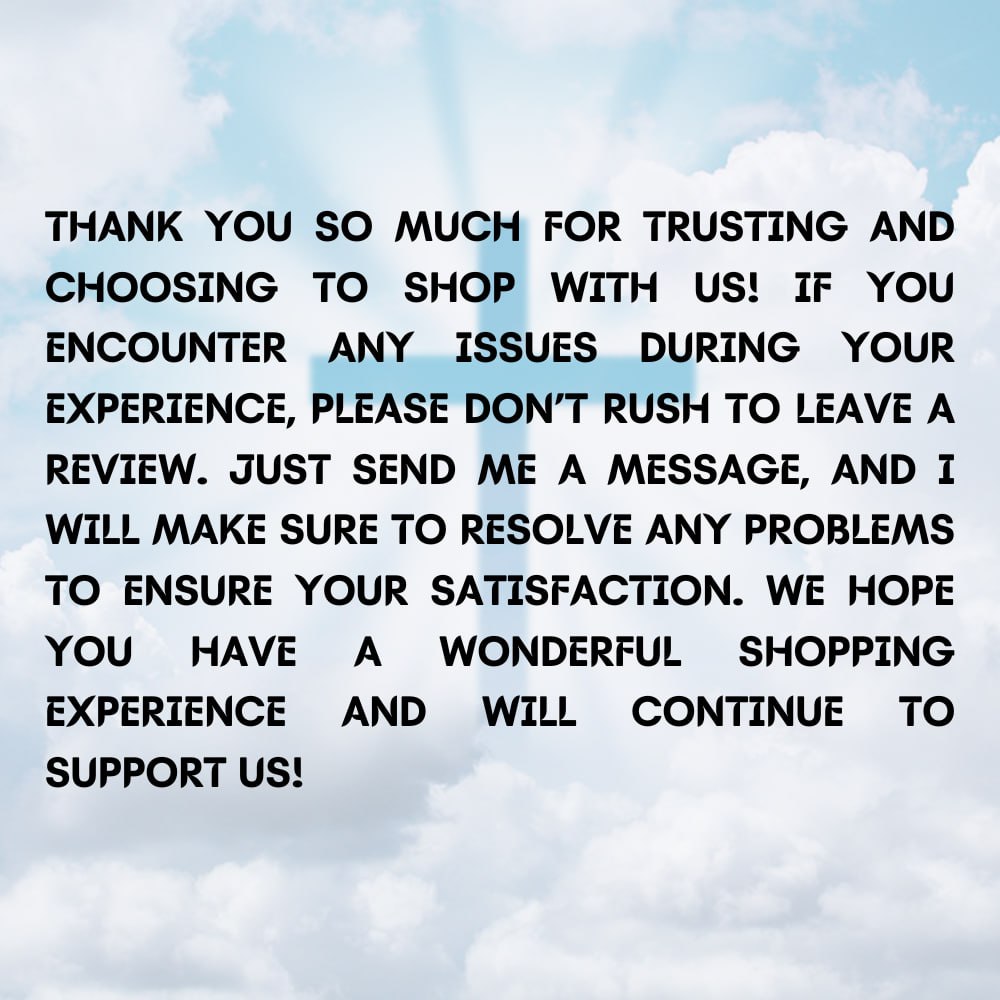 THANK YOU SO MUCH FOR TRUSTING AND
CHOOSING TO SHOP WITH US! IF YOU
ENCOUNTER ANY ISSUES DURING YOUR
EXPERIENCE, PLEASE DON'T RUSH TO LEAVE A
REVIEW. JUST SEND ME A MESSAGE, AND I
WILL MAKE SURE TO RESOLVE ANY PROBLEMS
TO ENSURE YOUR SATISFACTION. WE HOPE
YOU HAVE A WONDERFUL SHOPPING
EXPERIENCE AND WILL CONTINUE TO
SUPPORT US!